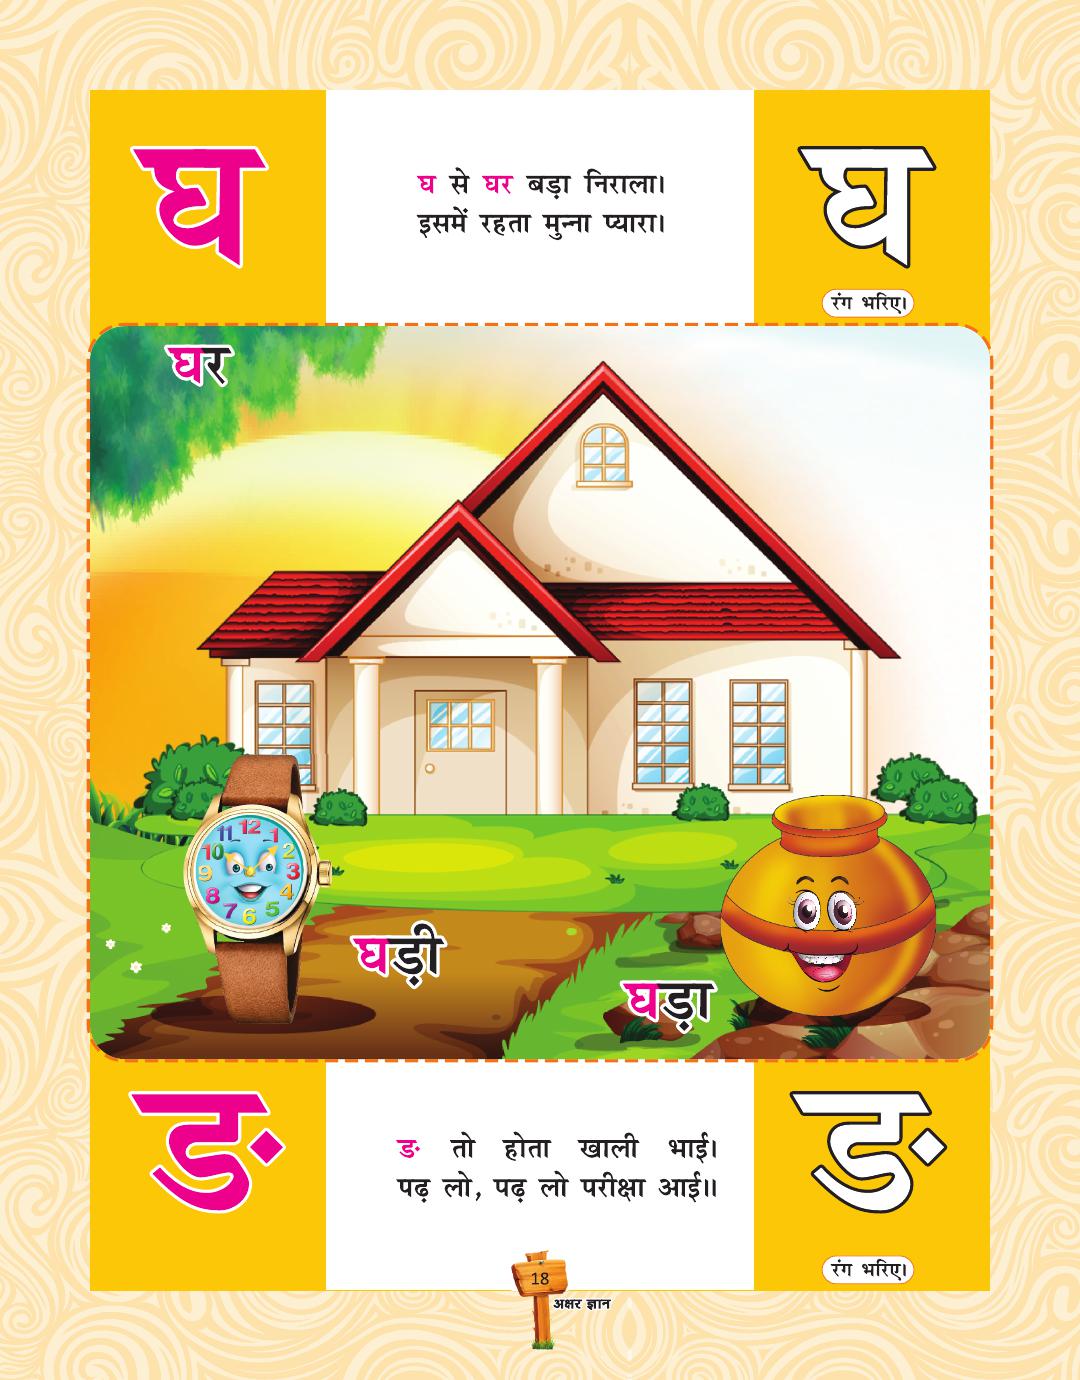 घ
घ से घर बड़ा निराला।
इसमें रहता मुन्ना प्यारा।
घ
रंग भरिए।
घर
12
1
2
3
4
5
6
7
8
9
10
11
घड़ी
घड़ा
ङ
ङ तो होता खाली भाई।
पढ़ लो, पढ़ लो परीक्षा आई॥
ङ
रंग भरिए।
18
अक्षर ज्ञान